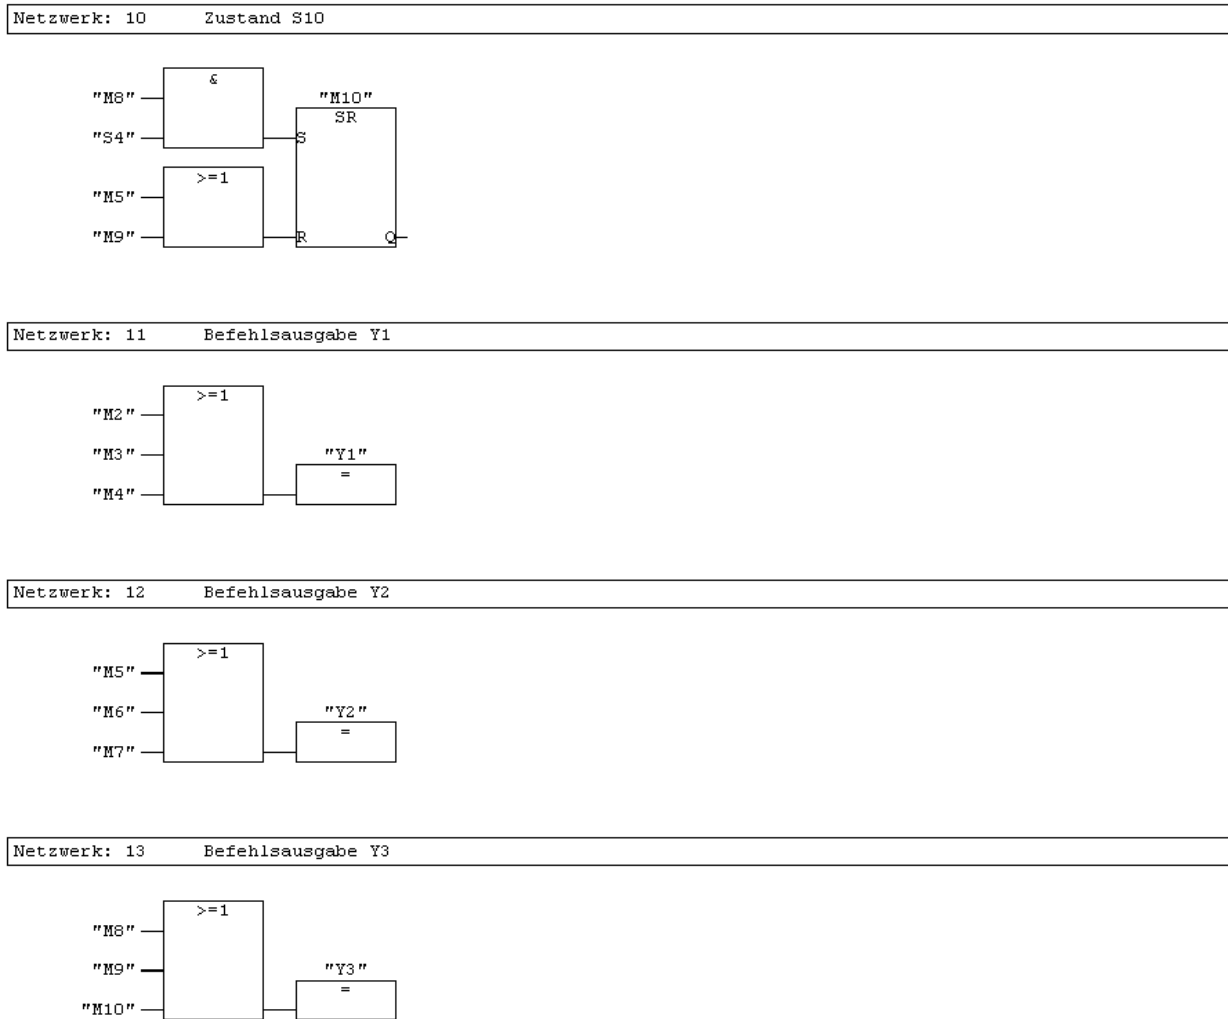 Netzwerk: 10 Zustand S10
&
"M8" "M10"
SR
"S4" S
>=1
"M5"
"M9" R Q
Netzwerk: 11 Befehlsausgabe Y1
>=1
"M2"
"M3" "Y1"
=
"M4"
Netzwerk: 12 Befehlsausgabe Y2
>=1
"M5"
"M6" "Y2"
=
"M7"
Netzwerk: 13 Befehlsausgabe Y3
>=1
"M8"
"M9" "Y3"
=
"M10"